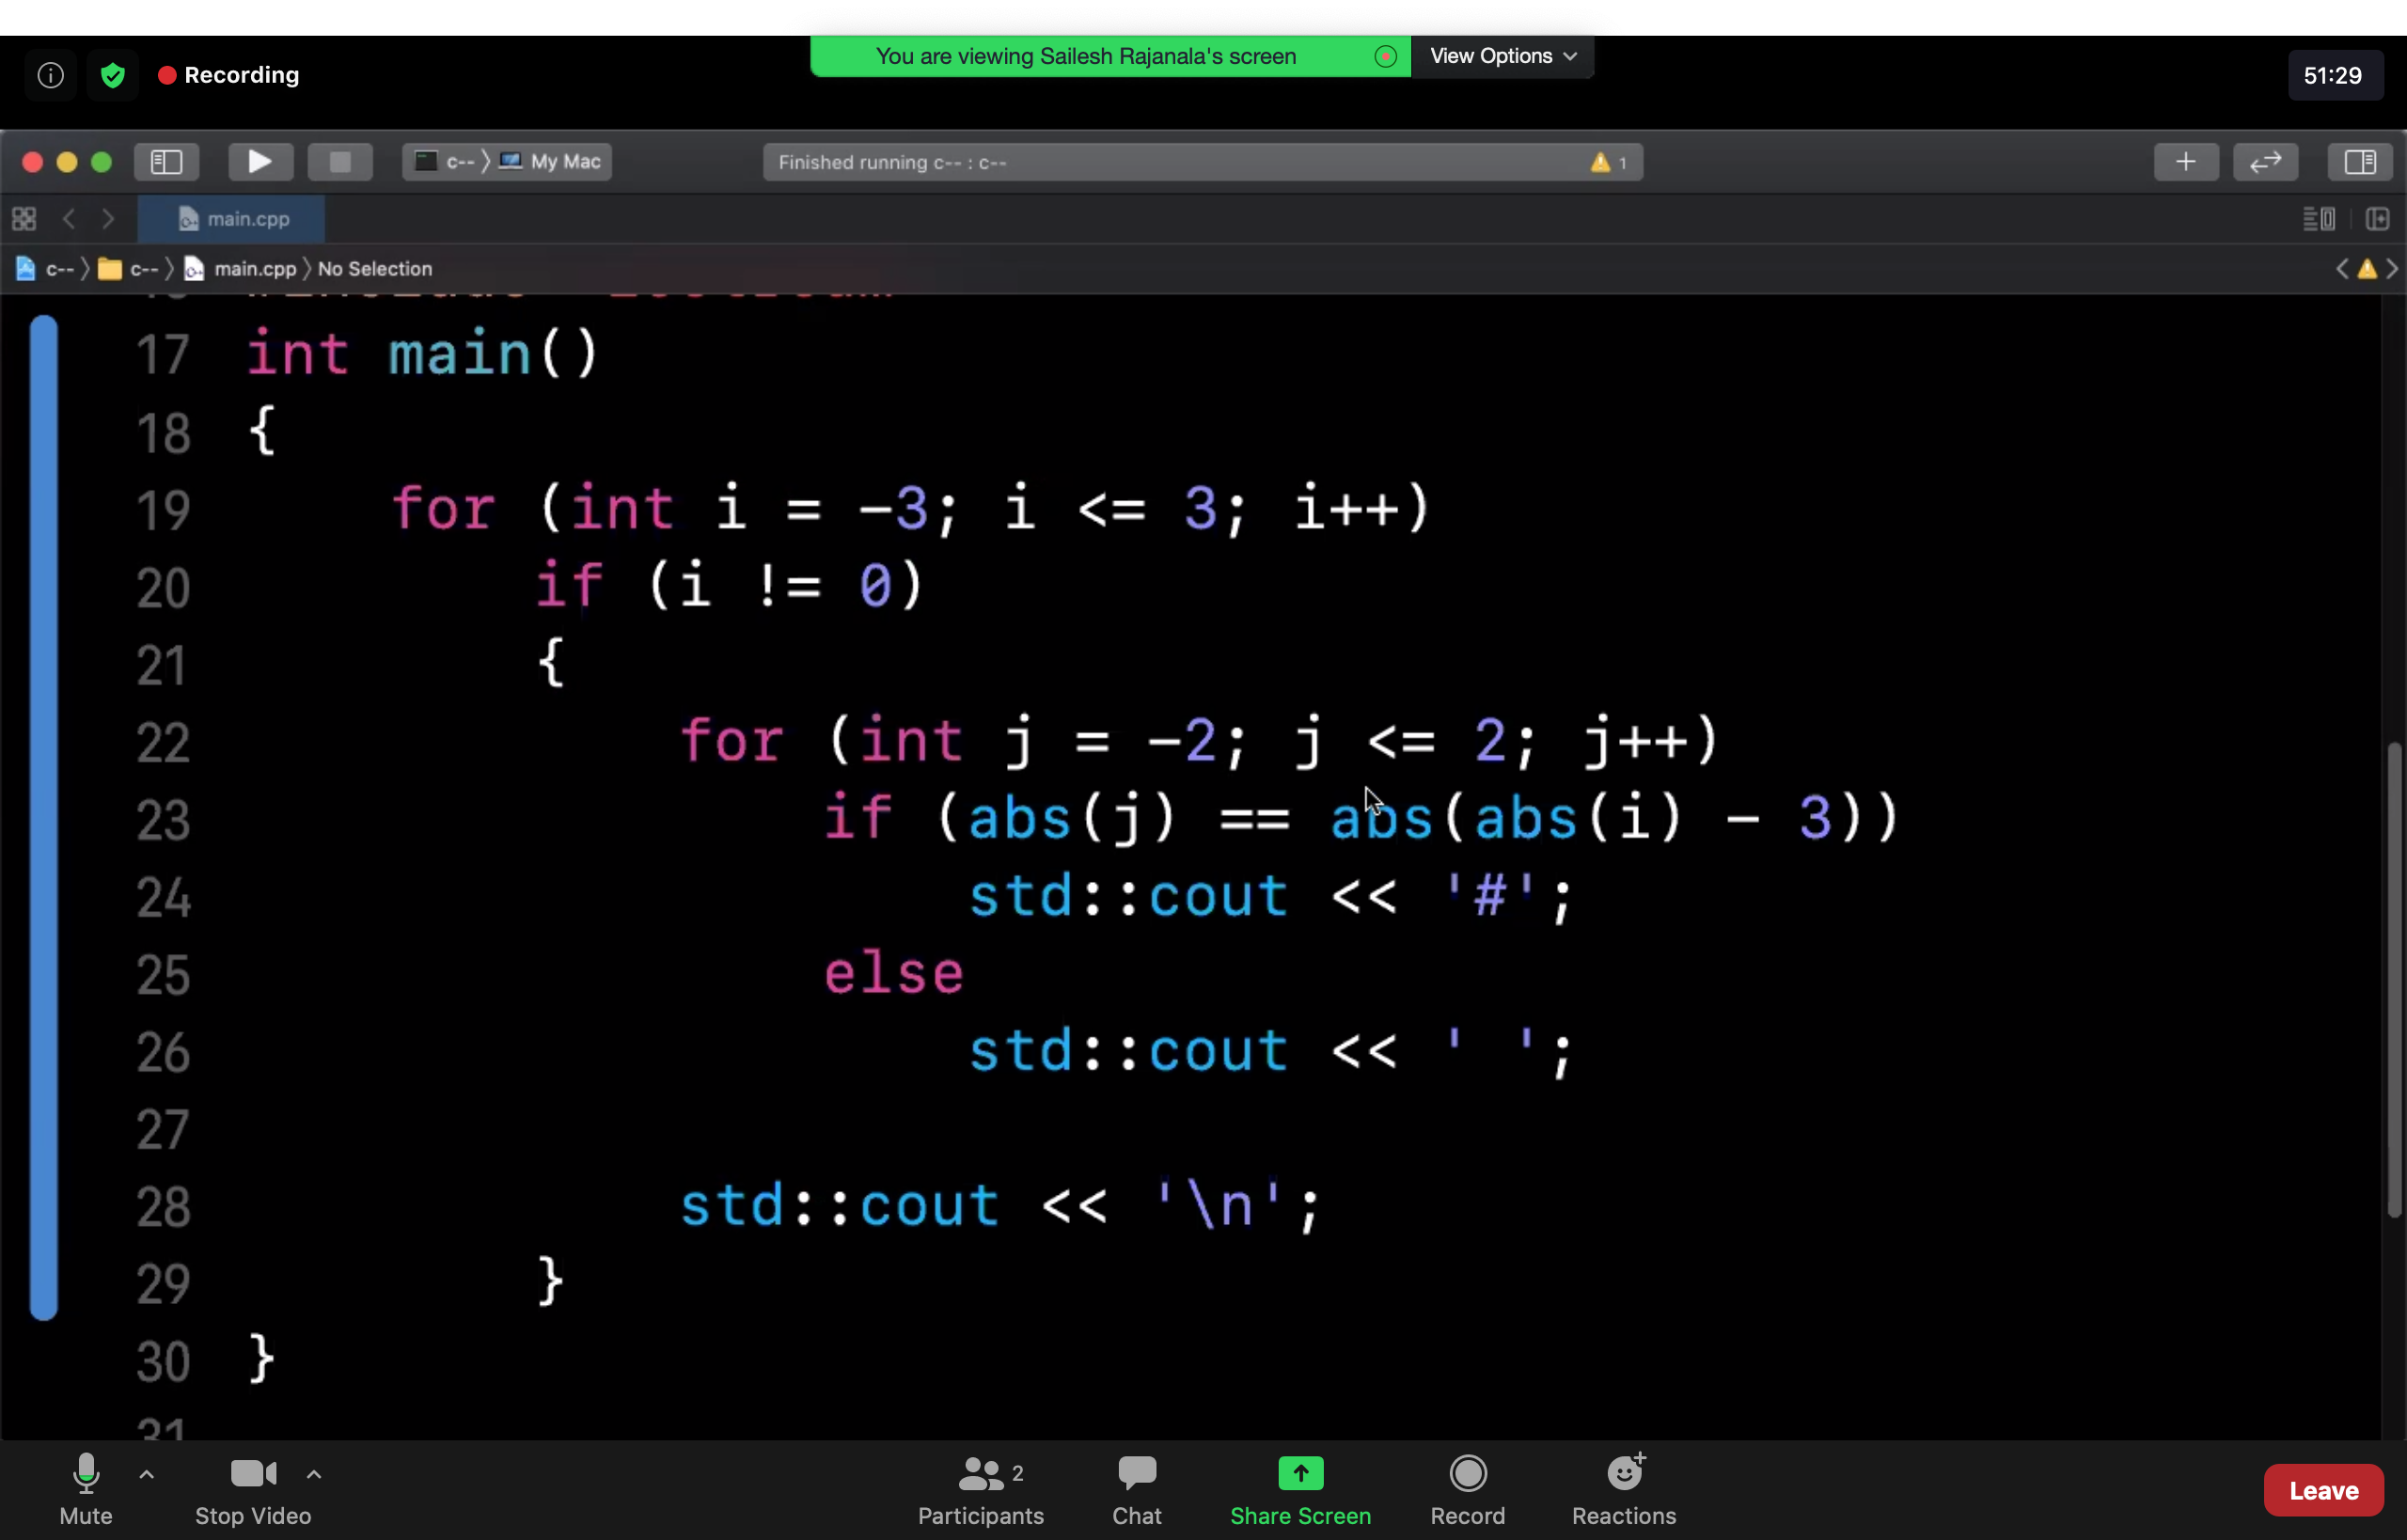 You are viewing Sailesh Rajanala's screen View Options
Recording
51:29
c-- My Mac
Finished running c-- : c--
1
main.cpp
c-- c-- main.cpp No Selection
17 int main()
18 {
19 for (int i = -3; i <= 3; i++)
20 if (i != 0)
21 {
22 for (int j = -2; j <= 2; j++)
23 if (abs(j) == abs(abs(i) - 3))
24 std::cout << '#';
25 else
26 std::cout << ' ';
27
28 std::cout << '\n';
29 }
30 }
31
Mute
Stop Video
Participants 2
Chat
Share Screen
Record
Reactions
Leave